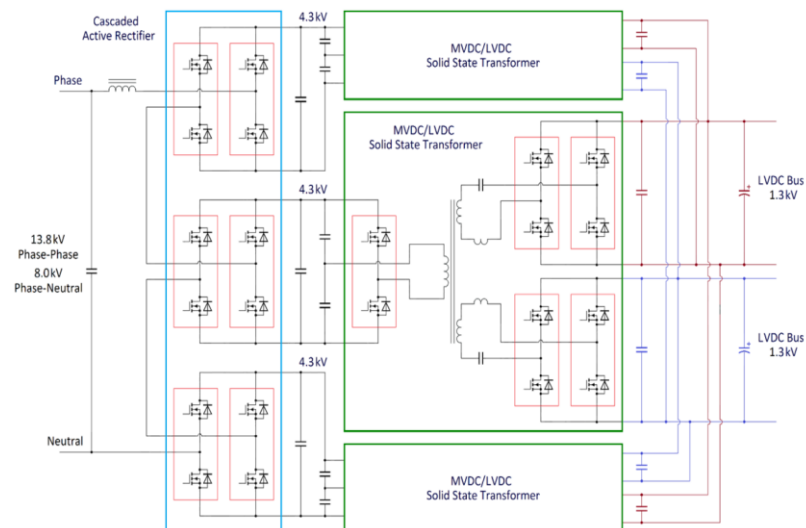 Cascaded
Active Rectifier
4.3kV
MVDC/LVDC
Solid State Transformer
Phase
MVDC/LVDC
Solid State Transformer
LVDC Bus
1.3kV
4.3kV
13.8kV
Phase-Phase
8.0kV
Phase-Neutral
LVDC Bus
1.3kV
4.3kV
Neutral
MVDC/LVDC
Solid State Transformer